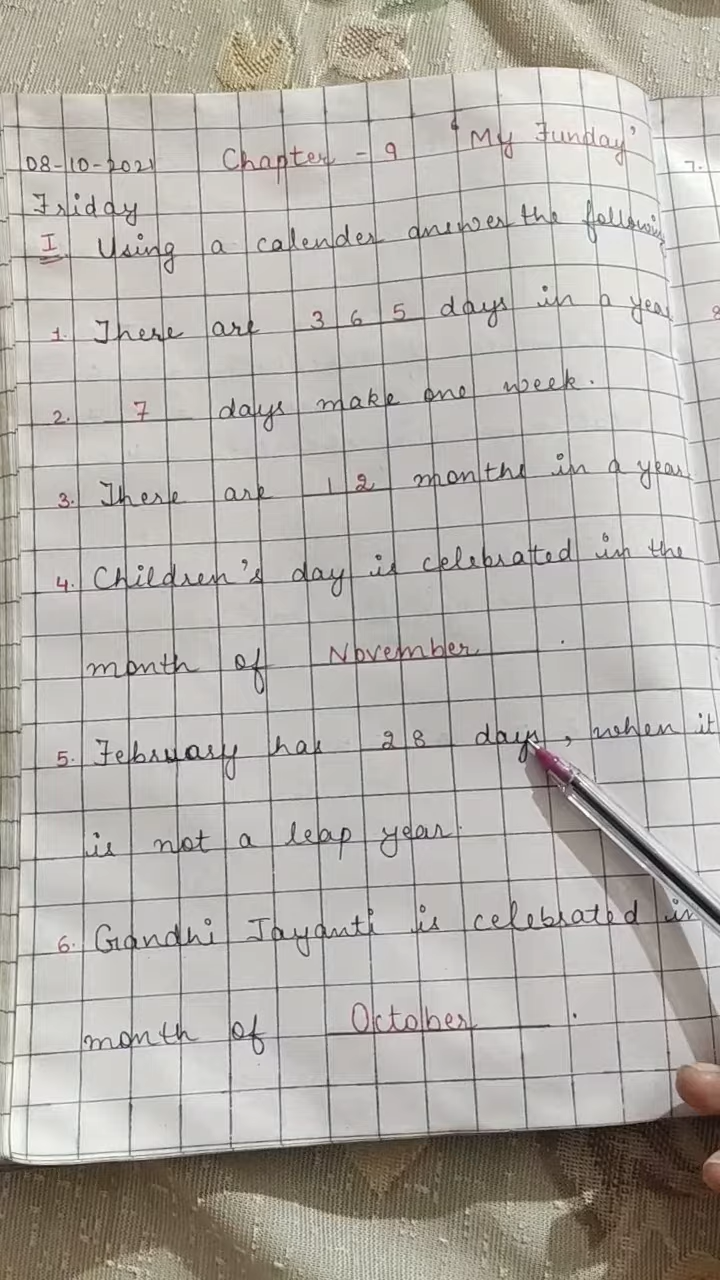 08-10-2021 Chapter - 9 'My Funday'
Friday
I. Using a calender answer the following
1. There are 365 days in a year
2. 7 days make one week.
3. There are 12 months in a year
4. Children's day is celebrated in the
month of November.
5. February has 28 days, when it
is not a leap year.
6. Gandhi Jayanti is celebrated in
month of October.
7.
8